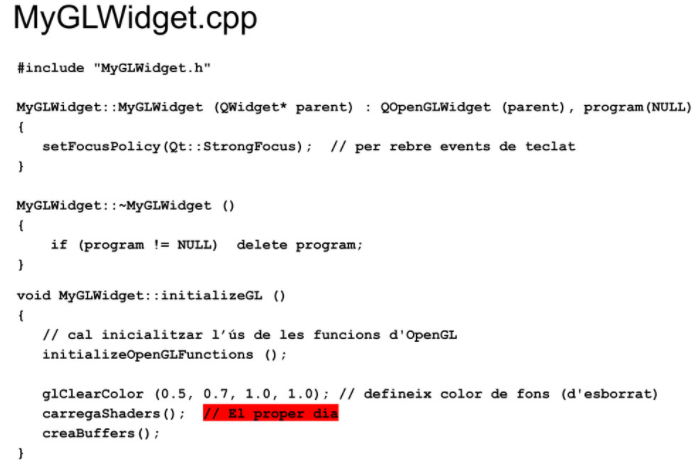 MyGLWidget.cpp
#include "MyGLWidget.h"
MyGLWidget::MyGLWidget (QWidget* parent) : QOpenGLWidget (parent), program(NULL)
{
setFocusPolicy(Qt::StrongFocus); // per rebre events de teclat
}
MyGLWidget::~MyGLWidget ()
{
if (program != NULL) delete program;
}
void MyGLWidget::initializeGL ()
{
// cal inicialitzar l’ús de les funcions d'OpenGL
initializeOpenGLFunctions ();
glClearColor (0.5, 0.7, 1.0, 1.0); // defineix color de fons (d'esborrat)
carregaShaders(); // El proper dia
creaBuffers();
}